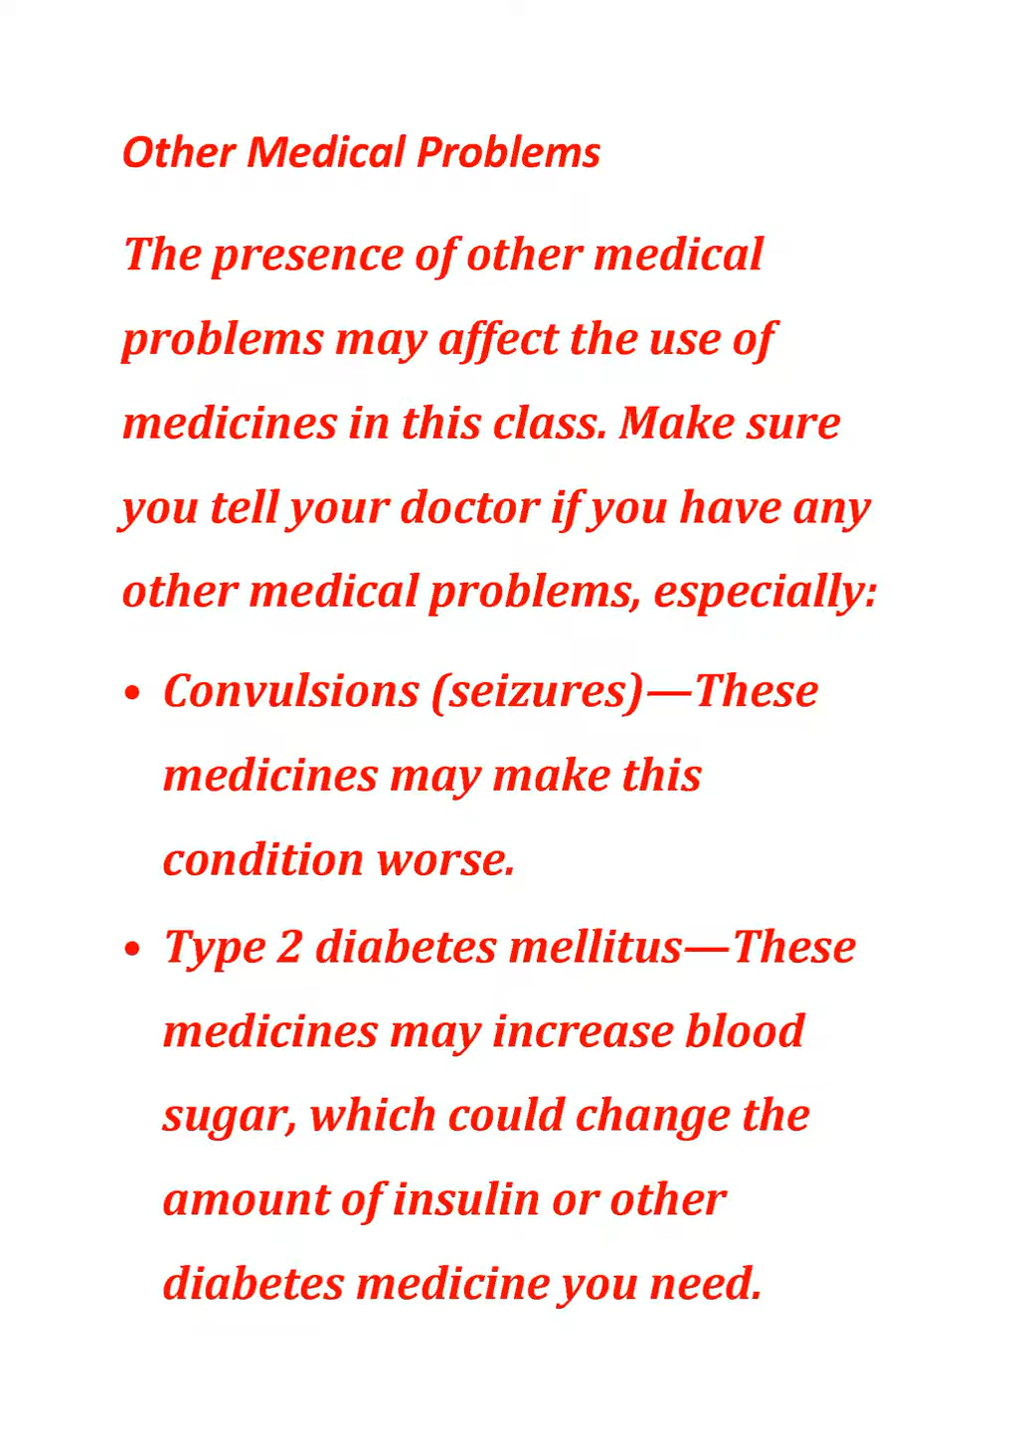 Other Medical Problems
The presence of other medical
problems may affect the use of
medicines in this class. Make sure
you tell your doctor if you have any
other medical problems, especially:
• Convulsions (seizures)—These
medicines may make this
condition worse.
• Type 2 diabetes mellitus—These
medicines may increase blood
sugar, which could change the
amount of insulin or other
diabetes medicine you need.